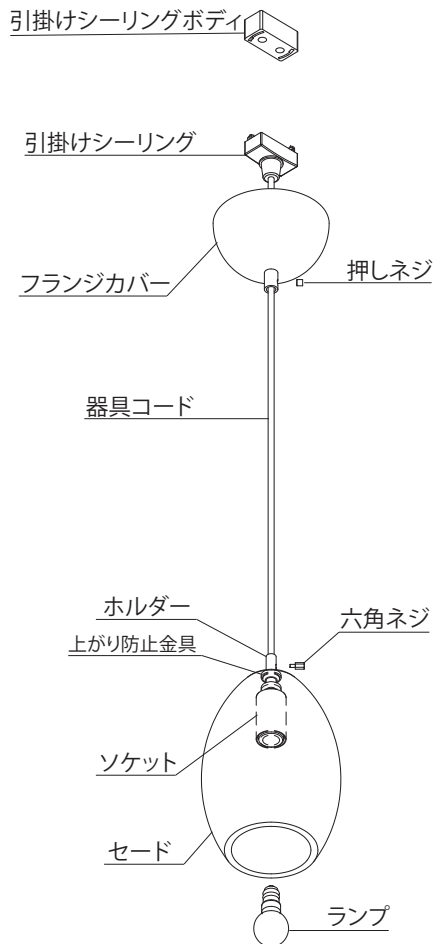 引掛けシーリングボディ
引掛けシーリング
フランジカバー
押しネジ
器具コード
ホルダー
六角ネジ
上がり防止金具
ソケット
セード
ランプ